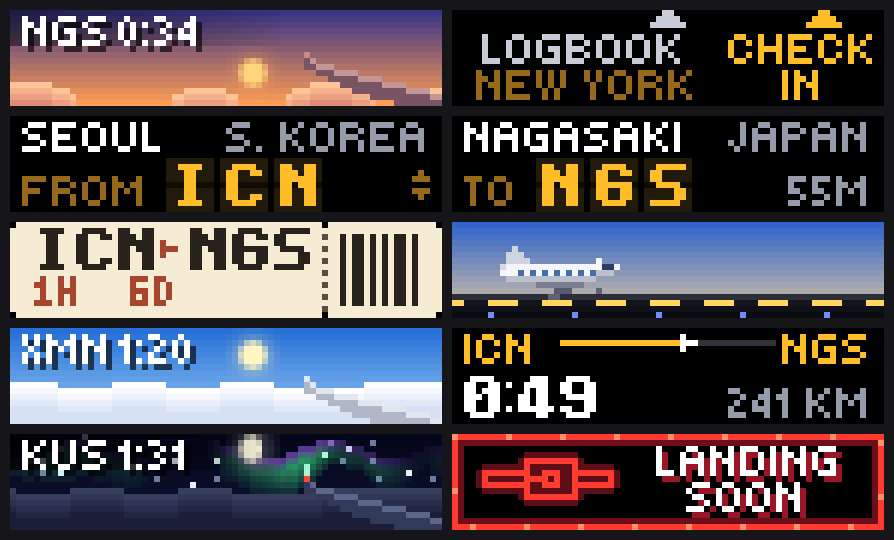 NGS 0:34
LOGBOOK
NEW YORK
CHECK
IN
SEOUL S. KOREA
FROM ICN
NAGASAKI JAPAN
TO NGS 55M
ICN▸NGS
1H 6D
XMN 1:20
ICN NGS
0:49 241 KM
KVS 1:31
LANDING
SOON